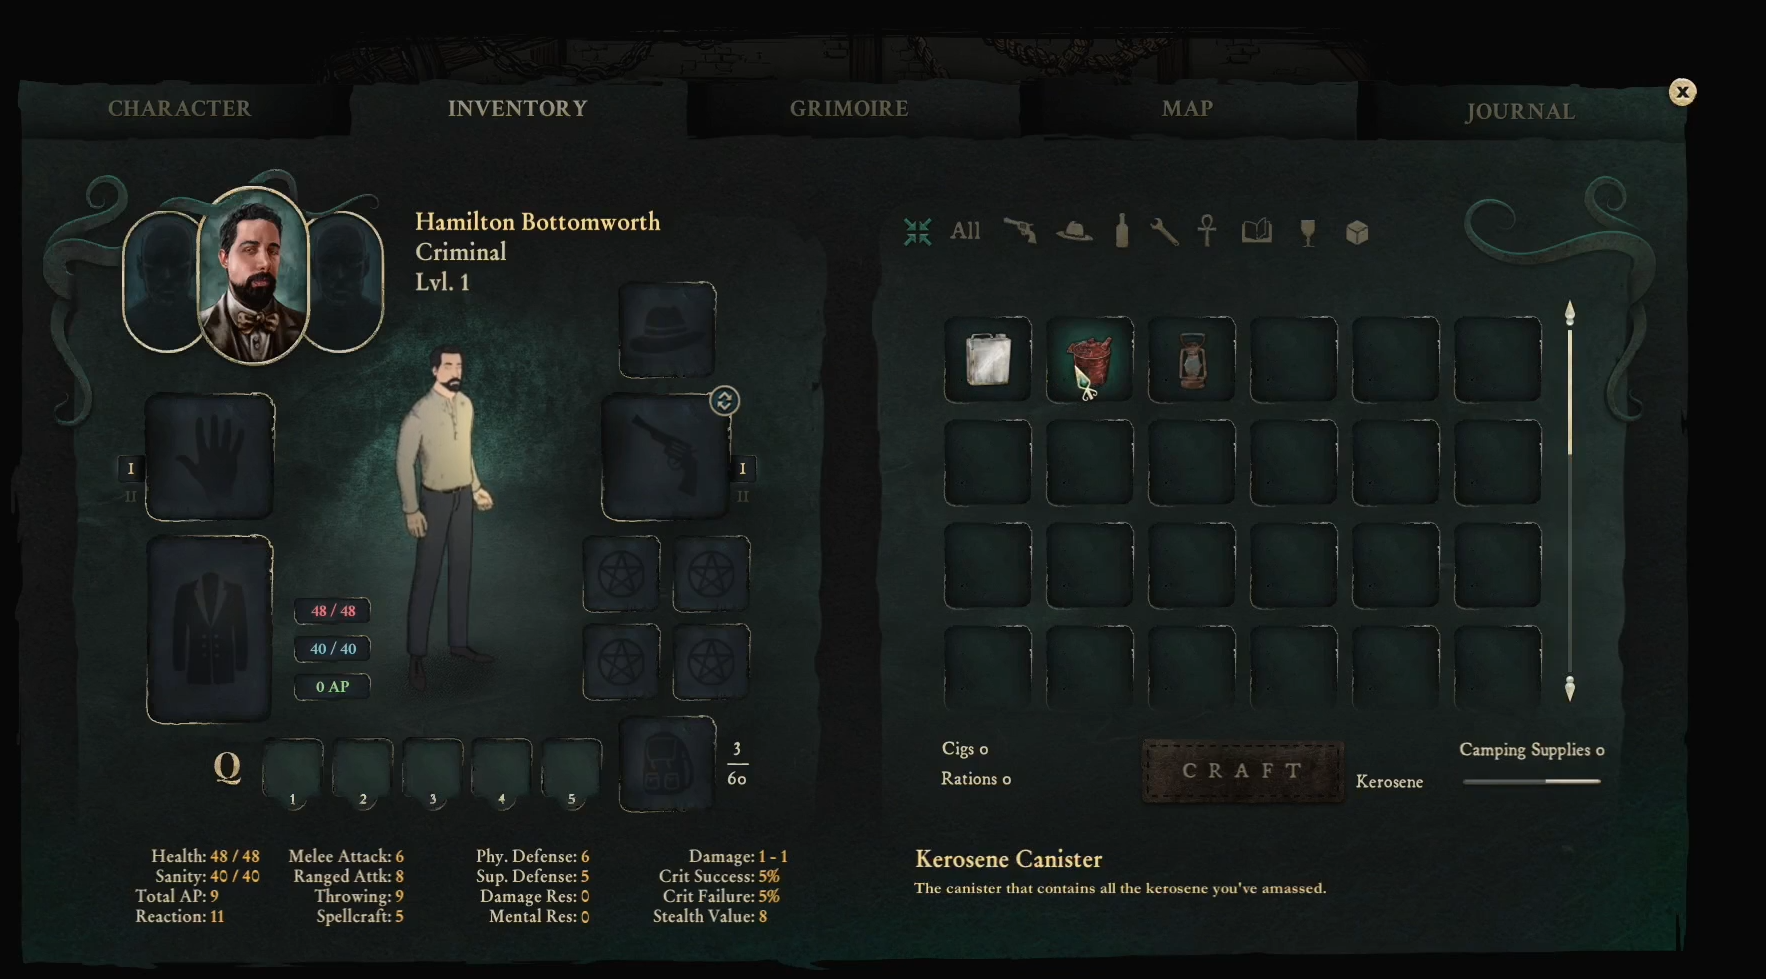 CHARACTER
INVENTORY
GRIMOIRE
MAP
JOURNAL
X
Hamilton Bottomworth
Criminal
Lvl. 1
All
I
II
I
II
48 / 48
40 / 40
0 AP
Q
1
2
3
4
5
3
60
Cigs 0
Rations 0
CRAFT
Camping Supplies 0
Kerosene
Health: 48 / 48
Sanity: 40 / 40
Total AP: 9
Reaction: 11
Melee Attack: 6
Ranged Attk: 8
Throwing: 9
Spellcraft: 5
Phy. Defense: 6
Sup. Defense: 5
Damage Res: 0
Mental Res: 0
Damage: 1 - 1
Crit Success: 5%
Crit Failure: 5%
Stealth Value: 8
Kerosene Canister
The canister that contains all the kerosene you've amassed.